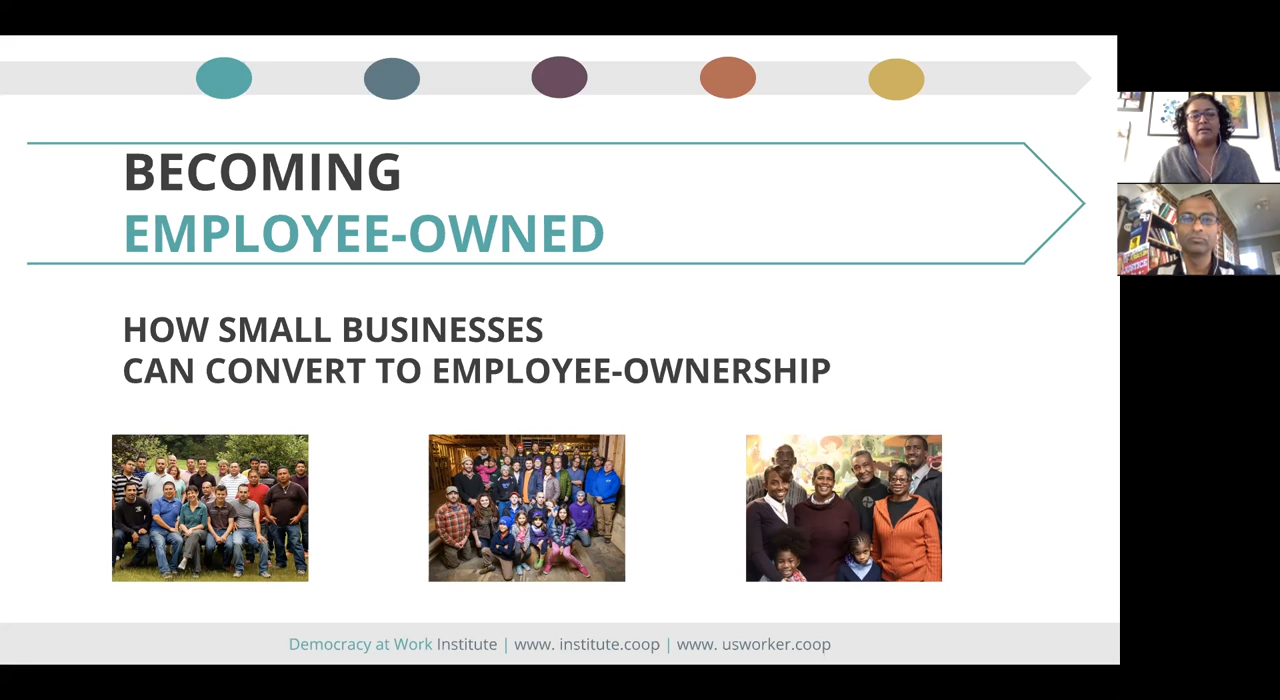 BECOMING
EMPLOYEE-OWNED
HOW SMALL BUSINESSES
CAN CONVERT TO EMPLOYEE-OWNERSHIP
JUSTICE
Democracy at Work Institute | www. institute.coop | www. usworker.coop